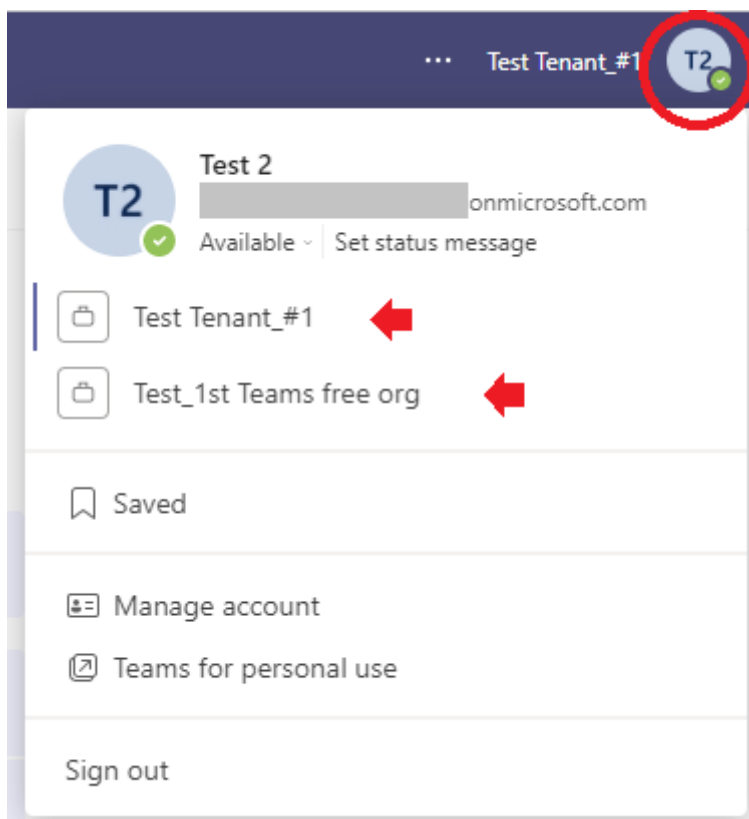 ... Test Tenant_#1 T2
Test 2
T2
onmicrosoft.com
Available Set status message
Test Tenant_#1
Test_1st Teams free org
Saved
Manage account
Teams for personal use
Sign out